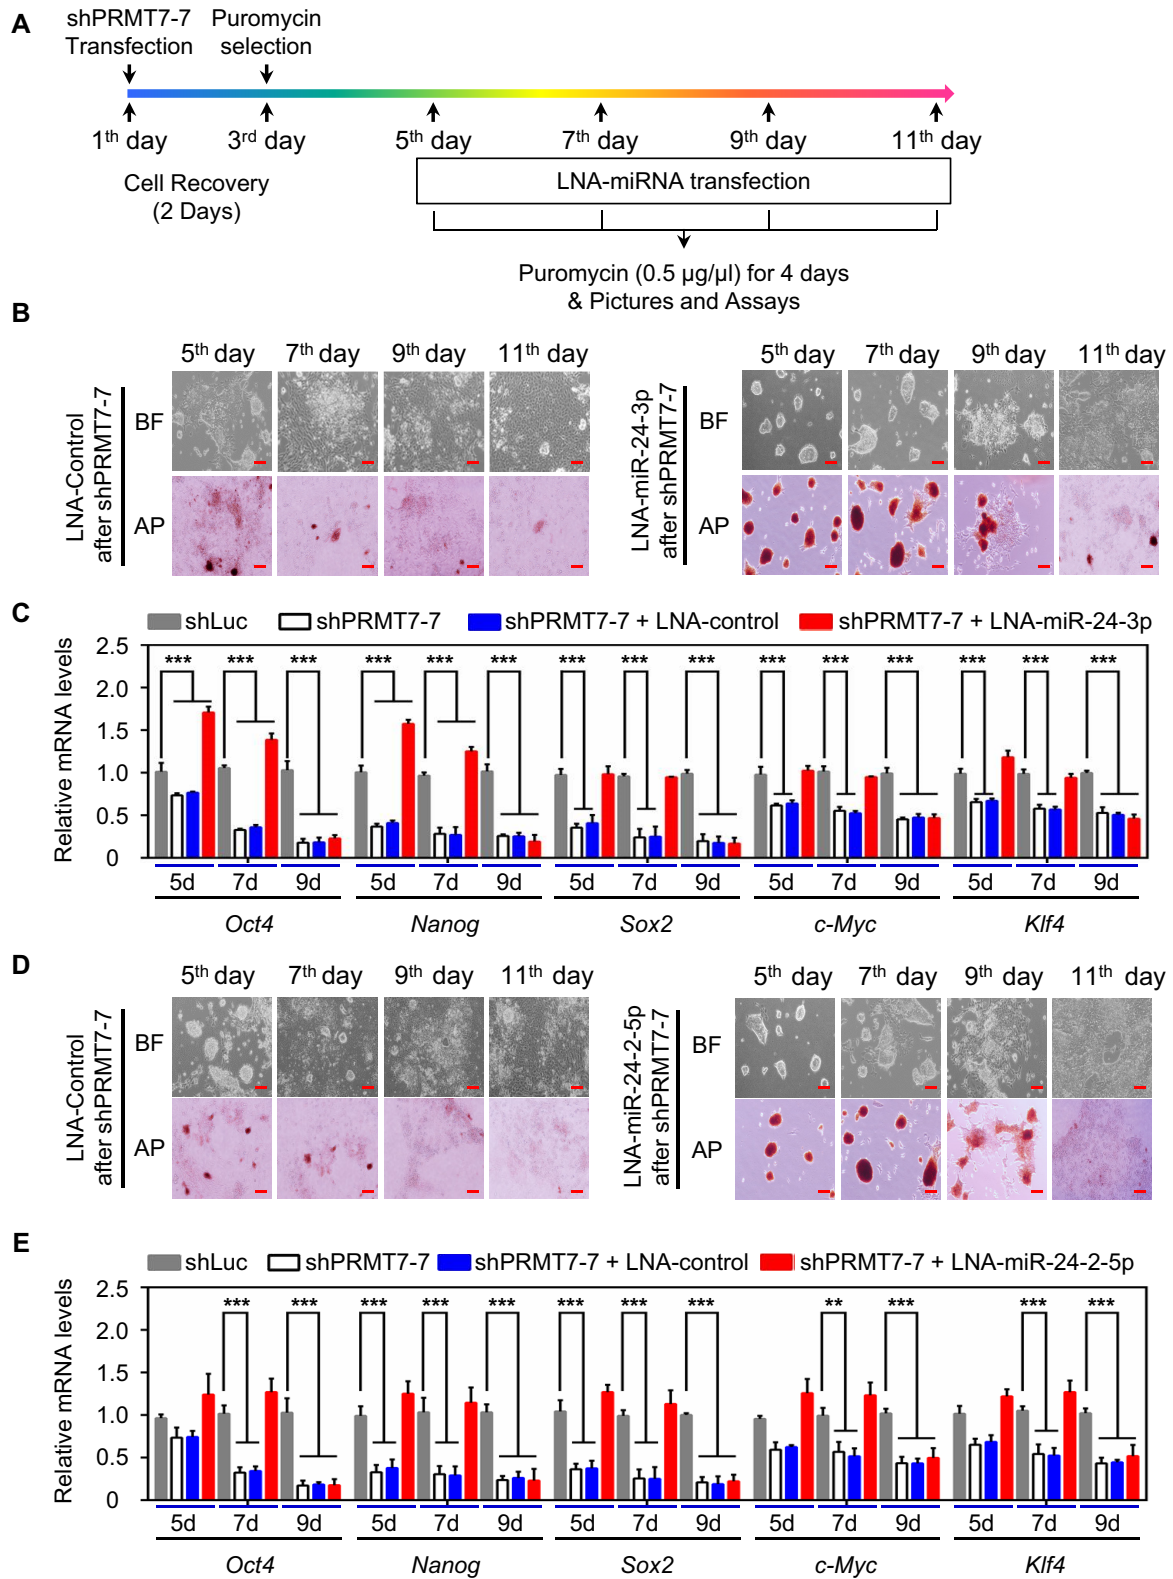 A
shPRMT7-7 Transfection
Puromycin selection
1th day
3rd day
5th day
7th day
9th day
11th day
Cell Recovery
(2 Days)
LNA-miRNA transfection
Puromycin (0.5 µg/µl) for 4 days
& Pictures and Assays
B
5th day 7th day 9th day 11th day
LNA-Control
after shPRMT7-7
BF
AP
5th day 7th day 9th day 11th day
LNA-miR-24-3p
after shPRMT7-7
BF
AP
C
shLuc shPRMT7-7 shPRMT7-7 + LNA-control shPRMT7-7 + LNA-miR-24-3p
Relative mRNA levels
2.5
2.0
1.5
1.0
0.5
0
*** *** *** *** *** *** *** *** *** *** *** *** *** *** ***
5d 7d 9d 5d 7d 9d 5d 7d 9d 5d 7d 9d 5d 7d 9d
Oct4 Nanog Sox2 c-Myc Klf4
D
5th day 7th day 9th day 11th day
LNA-Control
after shPRMT7-7
BF
AP
5th day 7th day 9th day 11th day
LNA-miR-24-2-5p
after shPRMT7-7
BF
AP
E
shLuc shPRMT7-7 shPRMT7-7 + LNA-control shPRMT7-7 + LNA-miR-24-2-5p
Relative mRNA levels
2.5
2.0
1.5
1.0
0.5
0
*** *** *** *** *** *** *** *** ** *** *** ***
5d 7d 9d 5d 7d 9d 5d 7d 9d 5d 7d 9d 5d 7d 9d
Oct4 Nanog Sox2 c-Myc Klf4